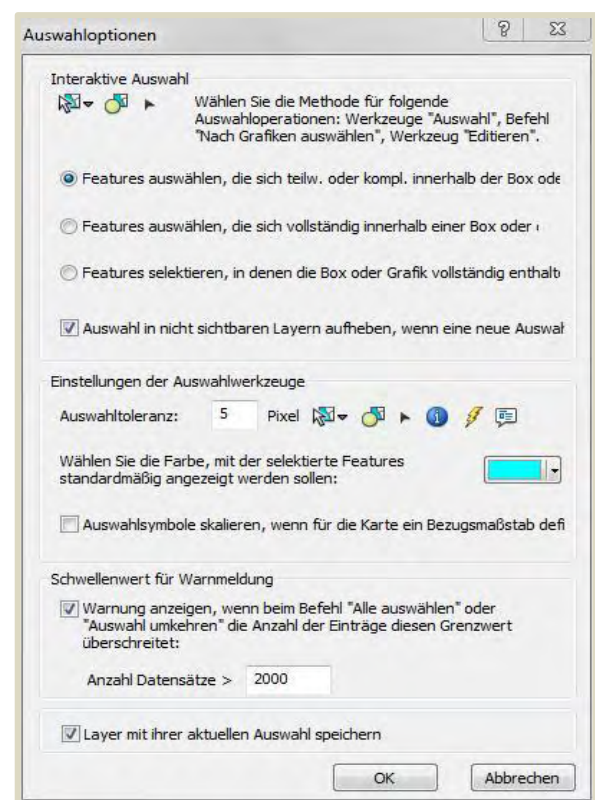 Auswahloptionen
Interaktive Auswahl
Wählen Sie die Methode für folgende
Auswahloperationen: Werkzeuge "Auswahl", Befehl
"Nach Grafiken auswählen", Werkzeug "Editieren".
Features auswählen, die sich teilw. oder kompl. innerhalb der Box ode
Features auswählen, die sich vollständig innerhalb einer Box oder
Features selektieren, in denen die Box oder Grafik vollständig enthalt
Auswahl in nicht sichtbaren Layern aufheben, wenn eine neue Auswah
Einstellungen der Auswahlwerkzeuge
Auswahltoleranz: 5 Pixel
Wählen Sie die Farbe, mit der selektierte Features
standardmäßig angezeigt werden sollen:
Auswahlsymbole skalieren, wenn für die Karte ein Bezugsmaßstab defi
Schwellenwert für Warnmeldung
Warnung anzeigen, wenn beim Befehl "Alle auswählen" oder
"Auswahl umkehren" die Anzahl der Einträge diesen Grenzwert
überschreitet:
Anzahl Datensätze > 2000
Layer mit ihrer aktuellen Auswahl speichern
OK Abbrechen